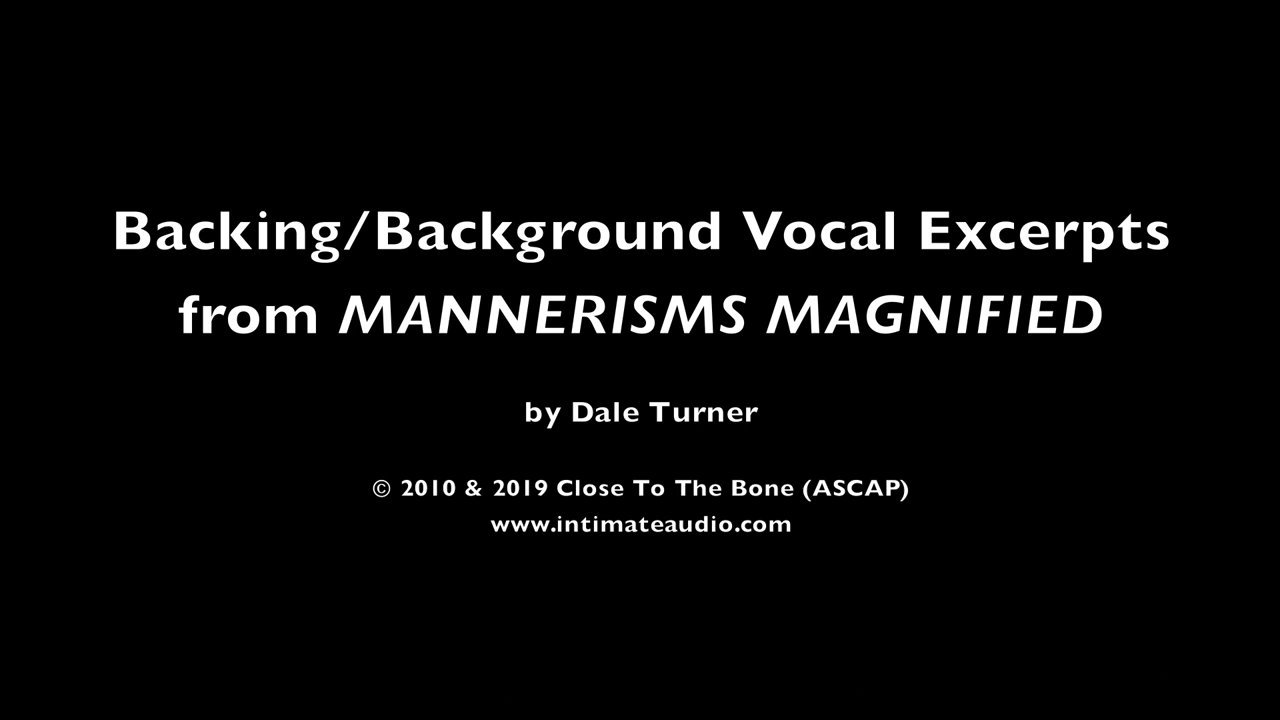 Backing/Background Vocal Excerpts
from MANNERISMS MAGNIFIED
by Dale Turner
© 2010 & 2019 Close To The Bone (ASCAP)
www.intimateaudio.com